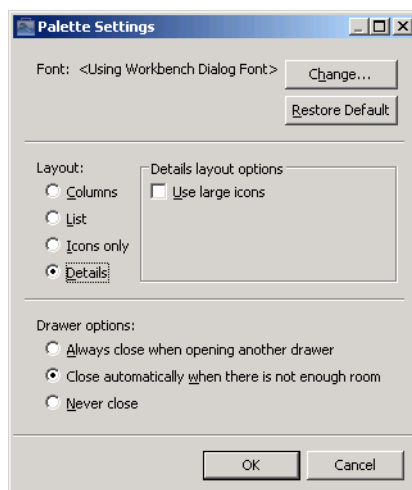 Palette Settings
Font: <Using Workbench Dialog Font> Change...
Restore Default
Layout:
Columns
List
Icons only
Details
Details layout options
Use large icons
Drawer options:
Always close when opening another drawer
Close automatically when there is not enough room
Never close
OK Cancel